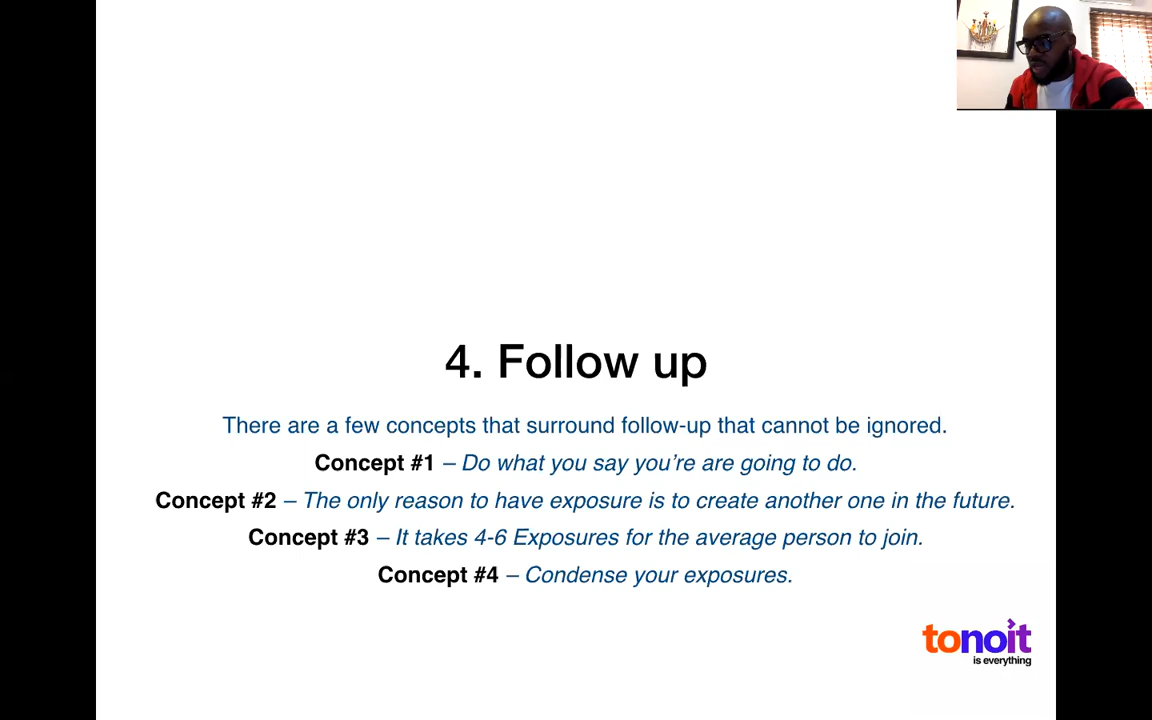 4. Follow up
There are a few concepts that surround follow-up that cannot be ignored.
Concept #1 – Do what you say you’re are going to do.
Concept #2 – The only reason to have exposure is to create another one in the future.
Concept #3 – It takes 4-6 Exposures for the average person to join.
Concept #4 – Condense your exposures.
tonoit
is everything